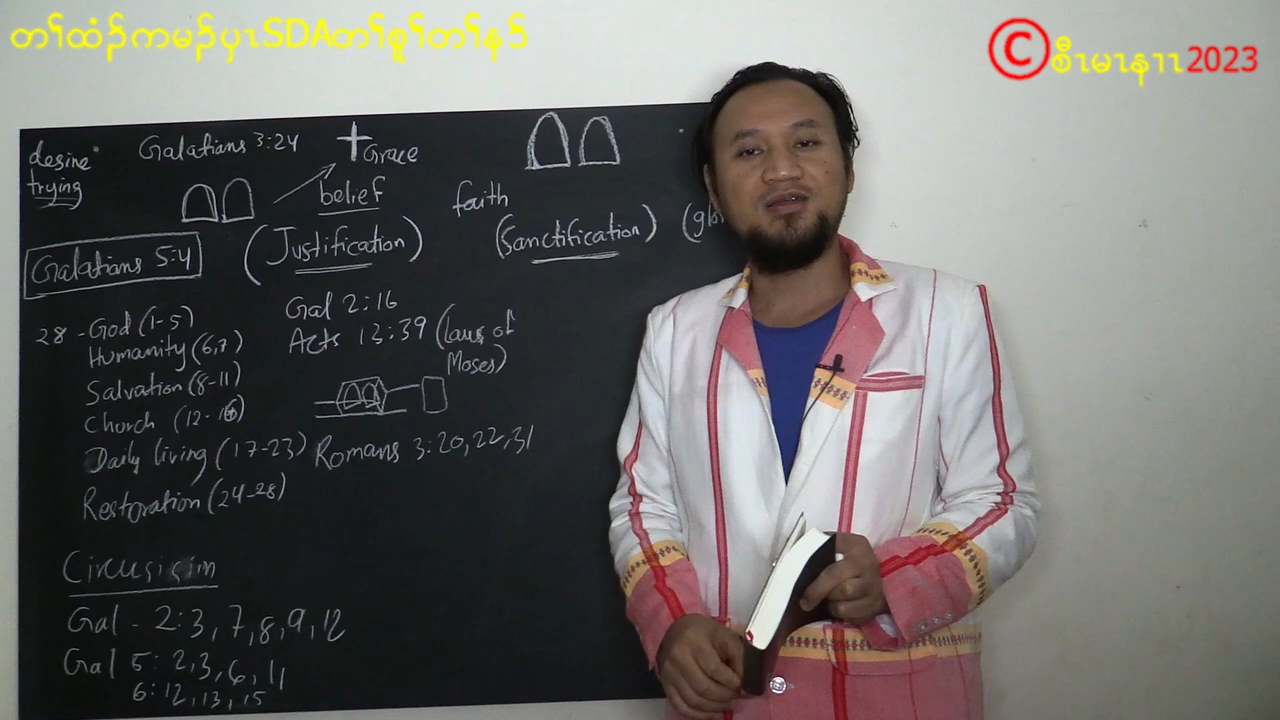 တၢ်ထံၣ်ကမၣ်ပှၤSDAတၢ်စူၢ်တၢ်နာ်
©စီၤမၤနၢၤ2023
desire
trying
Galatians 3:24
Grace
belief
faith
(Justification)
(Sanctification)
(glo
Galatians 5:4
28 - God (1-5)
Humanity (6,7)
Salvation (8-11)
Church (12-18)
Daily living (17-23)
Restoration (24-28)
Gal 2:16
Acts 13:39 (Laws of
Moses)
Romans 3:20,22,31
Circusisim
Gal - 2:3, 7, 8, 9, 12
Gal 5: 2, 3, 6, 11
6: 12, 13, 15